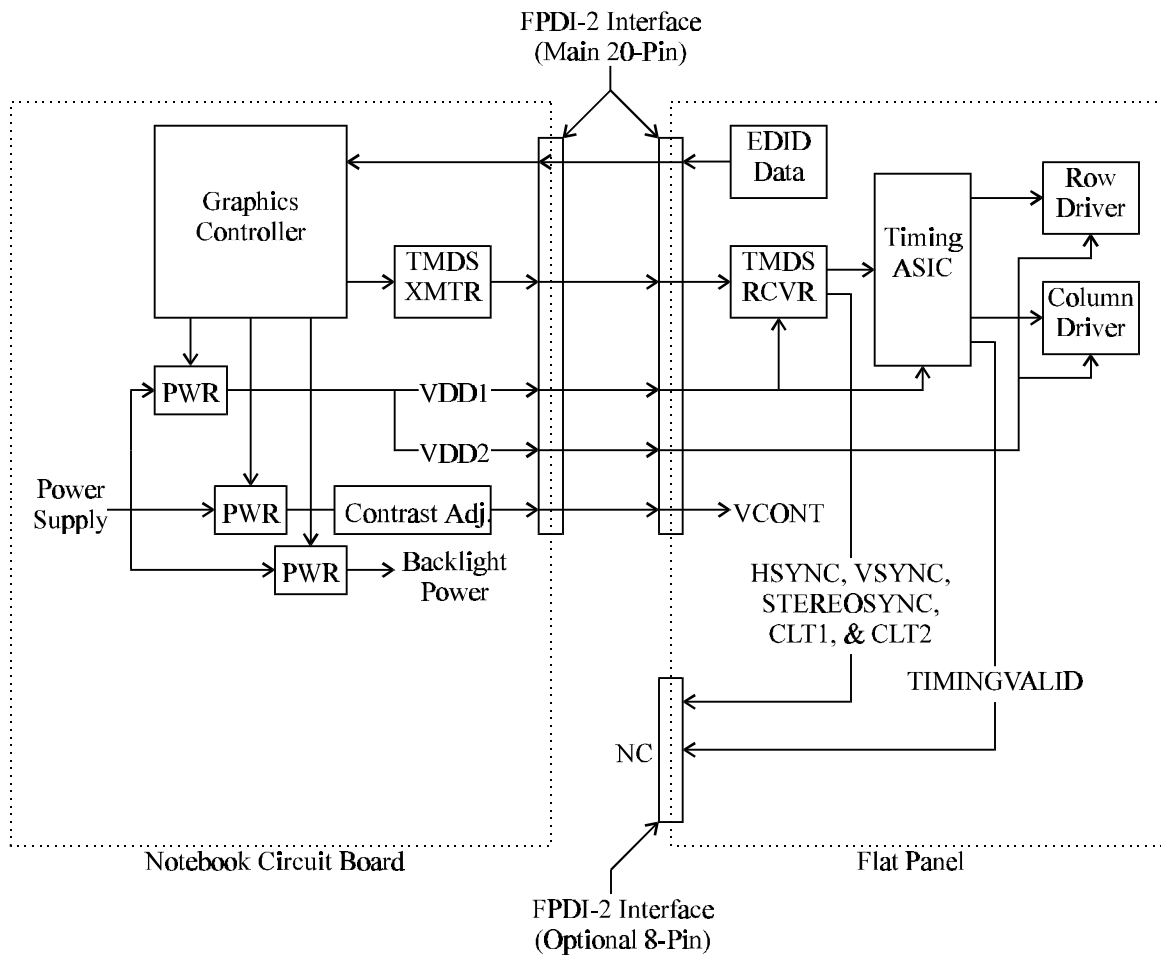 FPDI-2 Interface
(Main 20-Pin)
EDID
Data
Row
Driver
Graphics
Controller
Timing
ASIC
TMDS
XMTR
TMDS
RCVR
Column
Driver
PWR
VDD1
VDD2
Power
Supply
PWR
Contrast Adj.
VCONT
PWR
Backlight
Power
HSYNC, VSYNC,
STEREOSYNC,
CLT1, & CLT2
TIMINGVALID
NC
Notebook Circuit Board
Flat Panel
FPDI-2 Interface
(Optional 8-Pin)